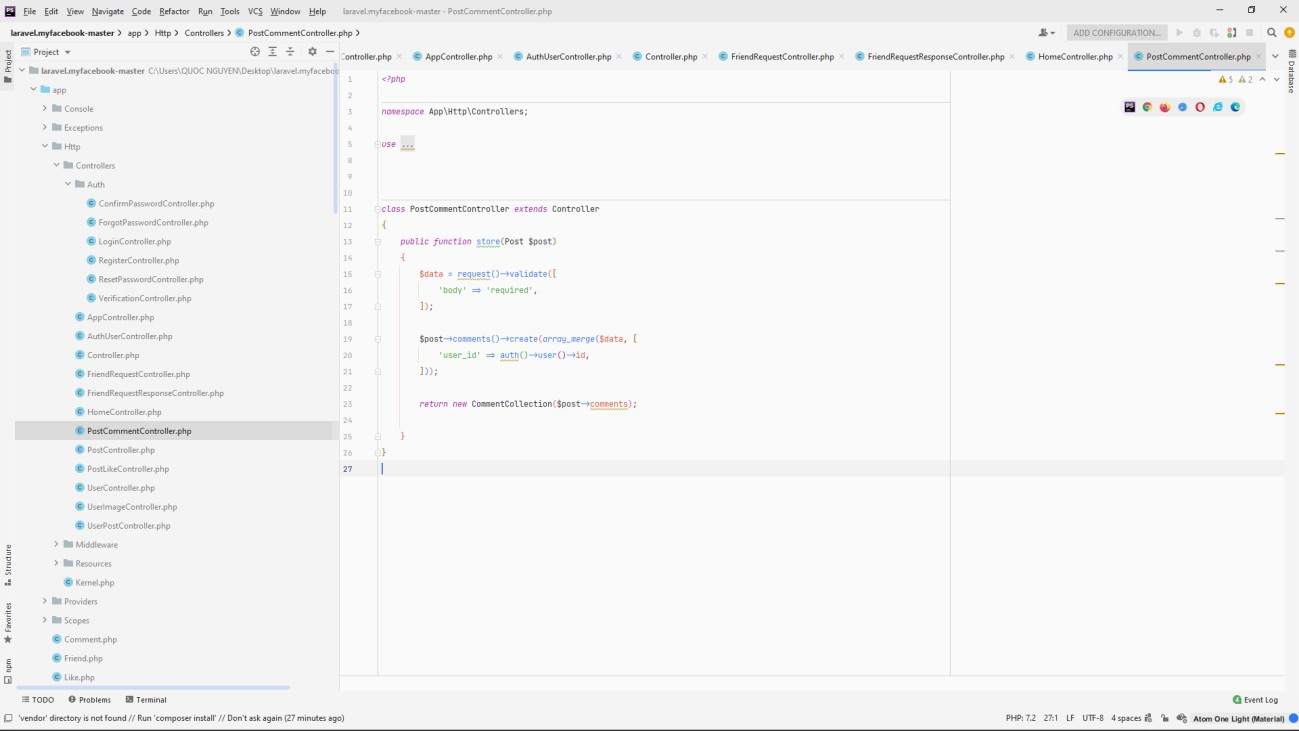 PS File Edit View Navigate Code Refactor Run Tools VCS Window Help laravel.myfacebook-master - PostCommentController.php
laravel.myfacebook-master app Http Controllers PostCommentController.php ADD CONFIGURATION...
Project
Project
ontroller.php AppController.php AuthUserController.php Controller.php FriendRequestController.php FriendRequestResponseController.php HomeController.php PostCommentController.php
Database
laravel.myfacebook-master C:\Users\QUOC NGUYEN\Desktop\laravel.myfaceboo
app
Console
Exceptions
Http
Controllers
Auth
ConfirmPasswordController.php
ForgotPasswordController.php
LoginController.php
RegisterController.php
ResetPasswordController.php
VerificationController.php
AppController.php
AuthUserController.php
Controller.php
FriendRequestController.php
FriendRequestResponseController.php
HomeController.php
PostCommentController.php
PostController.php
PostLikeController.php
UserController.php
UserImageController.php
UserPostController.php
Middleware
Resources
Kernel.php
Providers
Scopes
Comment.php
Friend.php
Like.php
Structure
Favorites
npm
1 <?php
5 2
2
3 namespace App\Http\Controllers;
4
5 use ...
8
9
10
11 class PostCommentController extends Controller
12 {
13 public function store(Post $post)
14 {
15 $data = request()->validate([
16 'body' => 'required',
17 ]);
18
19 $post->comments()->create(array_merge($data, [
20 'user_id' => auth()->user()->id,
21 ]));
22
23 return new CommentCollection($post->comments);
24
25 }
26 }
27
TODO Problems Terminal
4 Event Log
'vendor' directory is not found // Run 'composer install' // Don't ask again (27 minutes ago)
PHP: 7.2 27:1 LF UTF-8 4 spaces Atom One Light (Material)